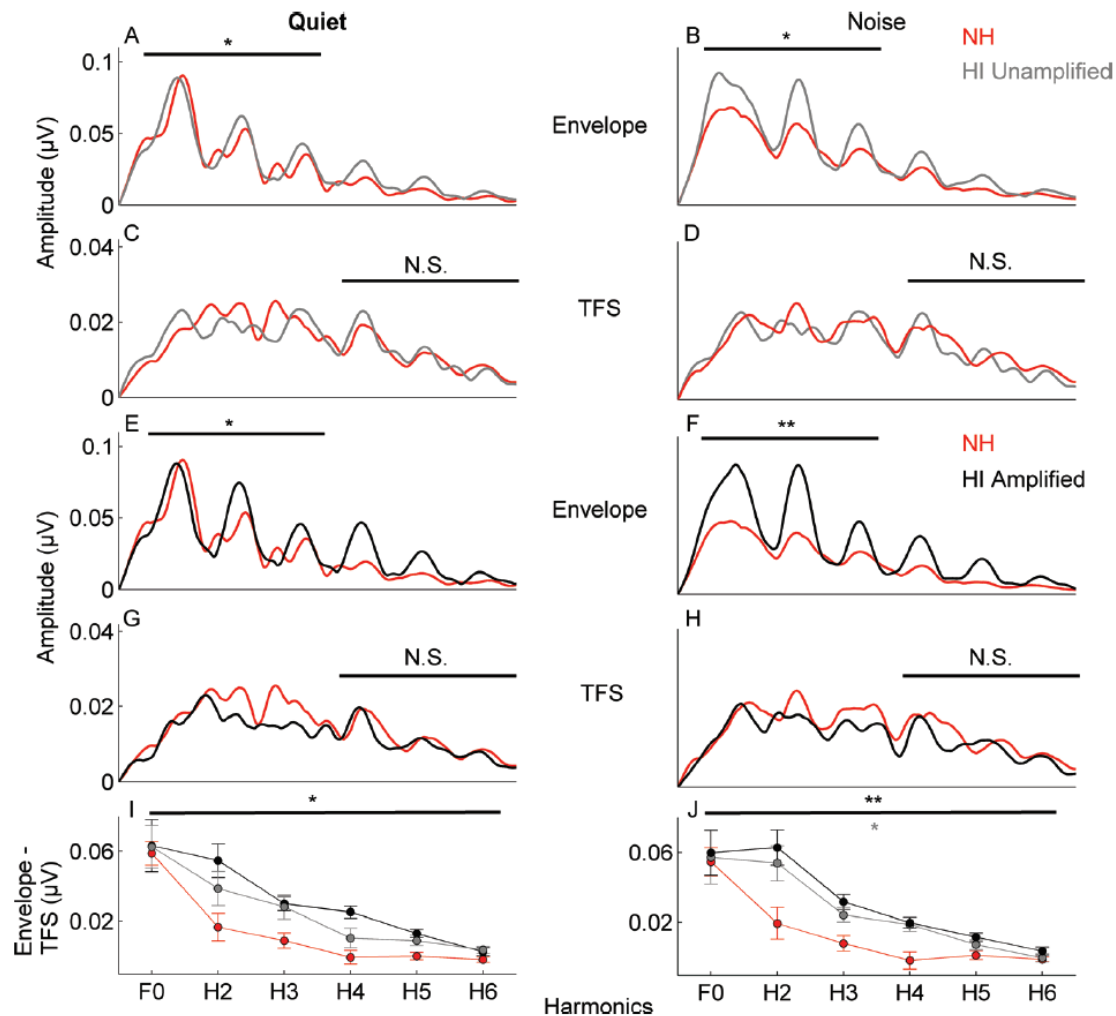 Quiet
Noise
A
*
B
*
NH
HI Unamplified
0.1
0.05
0
Amplitude (µV)
Envelope
C
D
0.04
0.02
0
N.S.
N.S.
TFS
E
*
F
**
NH
HI Amplified
0.1
0.05
0
Amplitude (µV)
Envelope
G
H
0.04
0.02
0
N.S.
N.S.
TFS
I
*
J
**
*
0.06
0.02
Envelope -
TFS (µV)
0.06
0.02
F0 H2 H3 H4 H5 H6
F0 H2 H3 H4 H5 H6
Harmonics